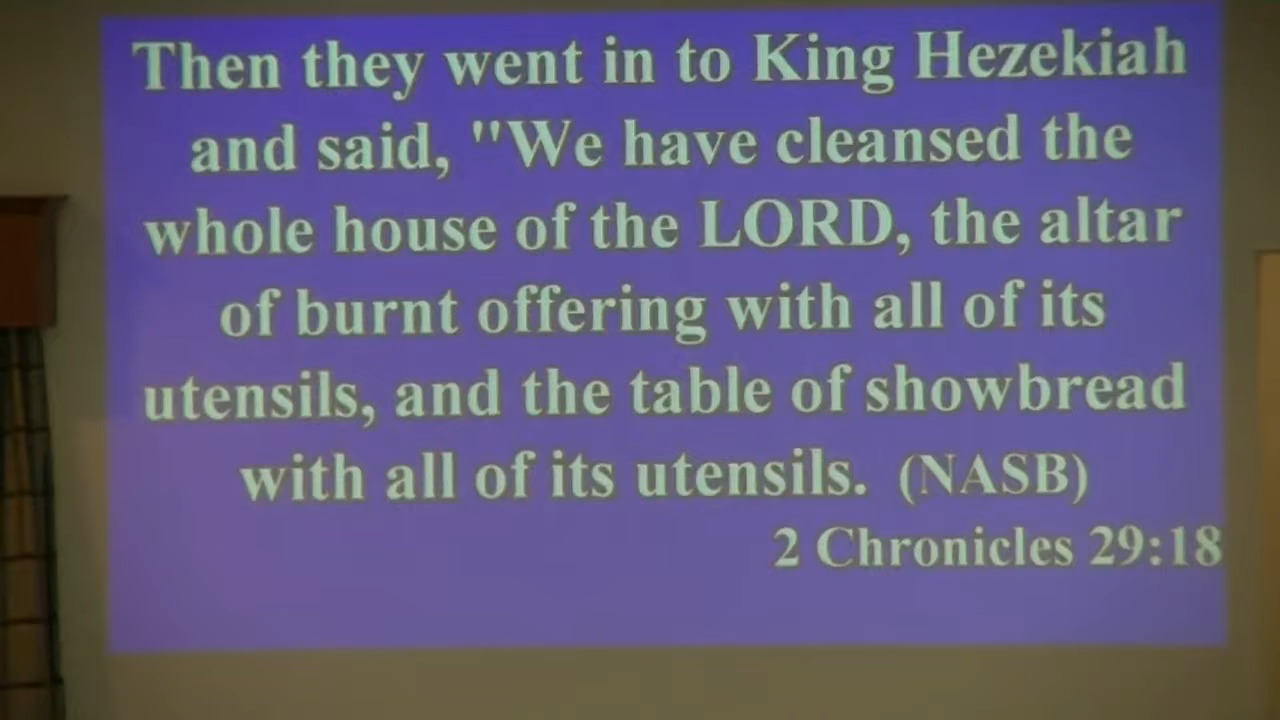 Then they went in to King Hezekiah
and said, "We have cleansed the
whole house of the LORD, the altar
of burnt offering with all of its
utensils, and the table of showbread
with all of its utensils. (NASB)
2 Chronicles 29:18